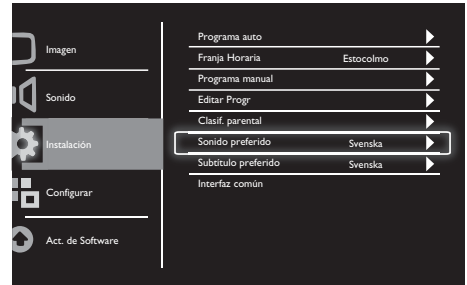 Imagen
Sonido
Instalación
Configurar
Act. de Software
Programa auto
Franja Horaria Estocolmo
Programa manual
Editar Progr
Clasif. parental
Sonido preferido Svenska
Subtitulo preferido Svenska
Interfaz común